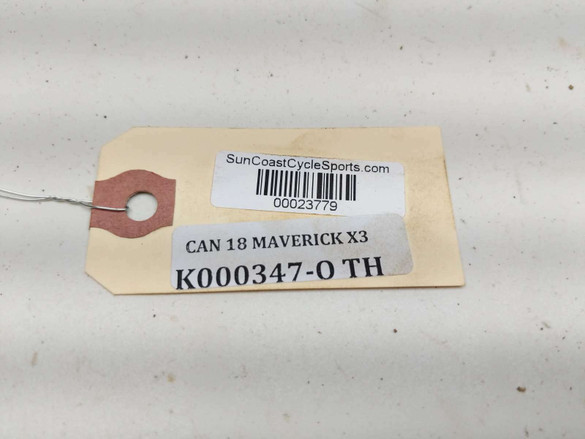 SunCoastCycleSports.com
00023779
CAN 18 MAVERICK X3
K000347-O TH